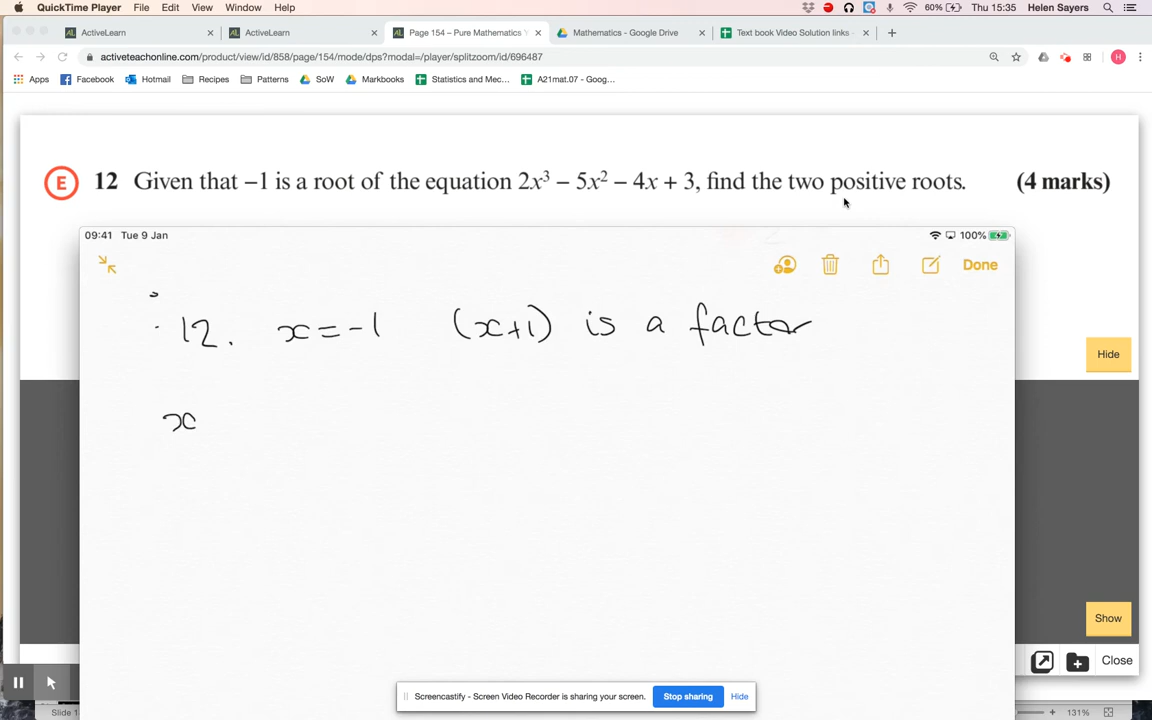 QuickTime Player File Edit View Window Help 60% Thu 15:35 Helen Sayers
ActiveLearn ActiveLearn Page 154 – Pure Mathematics Mathematics - Google Drive Text book Video Solution links -
activeteachonline.com/product/view/id/858/page/154/mode/dps?modal=/player/splitzoom/id/696487 H
Apps Facebook Hotmail Recipes Patterns SoW Markbooks Statistics and Mec... A21mat.07 - Goog...
E 12 Given that −1 is a root of the equation 2x³ − 5x² − 4x + 3, find the two positive roots. (4 marks)
09:41 Tue 9 Jan 100%
Done
12. x = -1 (x+1) is a factor
Hide
x
Show
Close
Screencastify - Screen Video Recorder is sharing your screen. Stop sharing Hide
131%